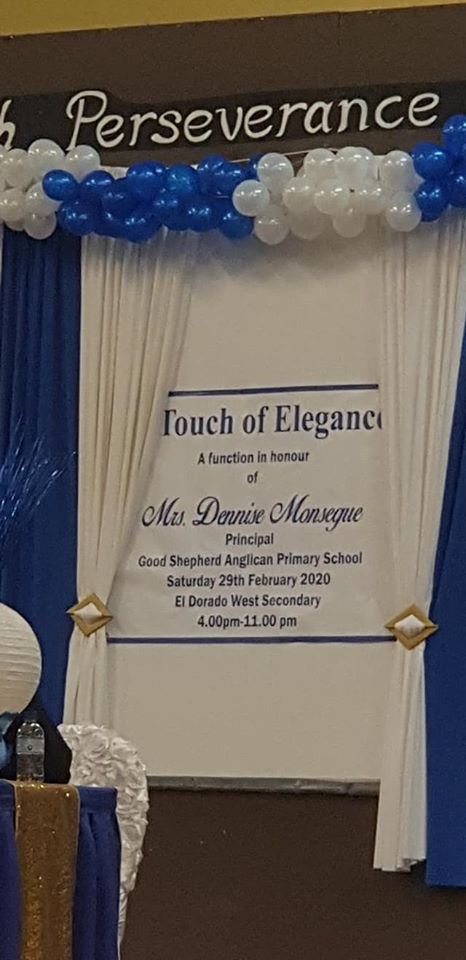 Perseverance
Touch of Elegance
A function in honour
of
Mrs. Dennise Monsegue
Principal
Good Shepherd Anglican Primary School
Saturday 29th February 2020
El Dorado West Secondary
4.00pm-11.00 pm